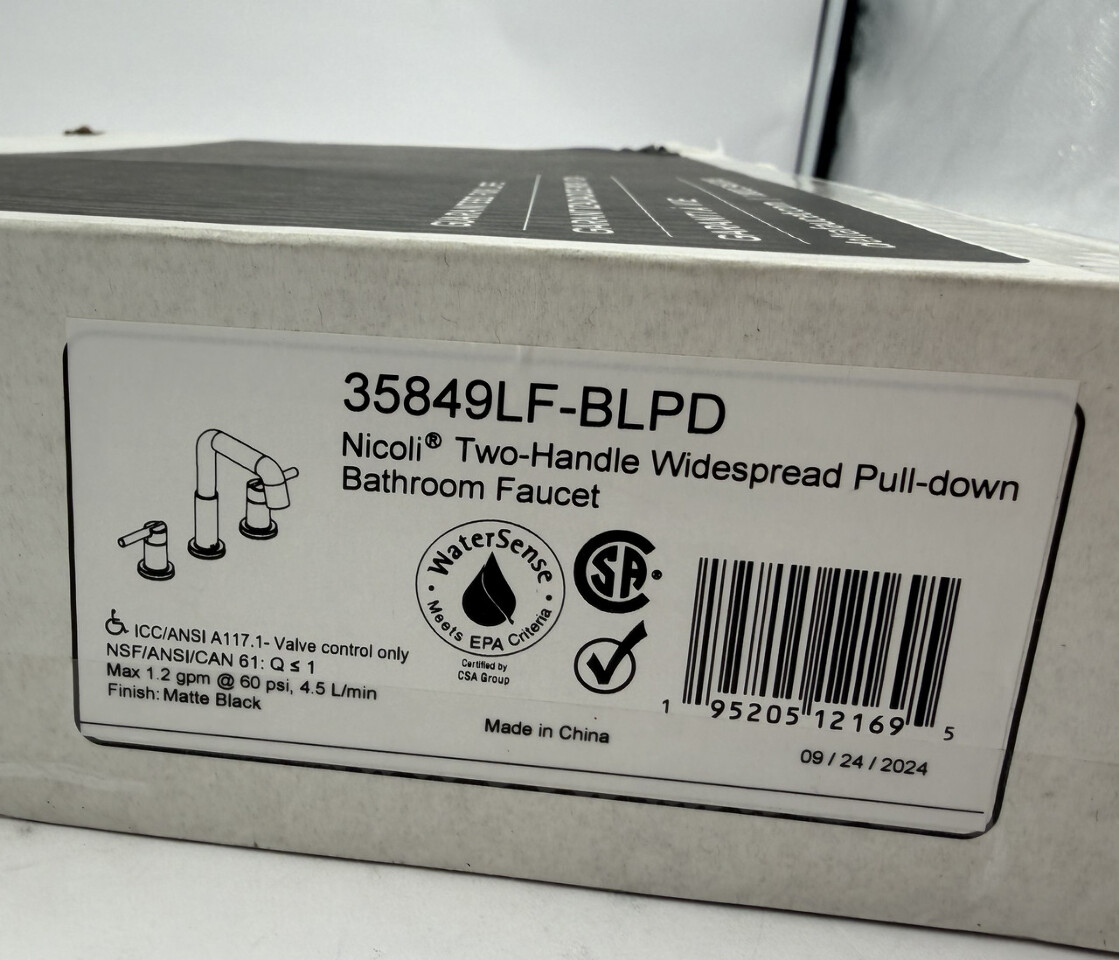 35849LF-BLPD
Nicoli® Two-Handle Widespread Pull-down
Bathroom Faucet
WaterSense
Meets EPA Criteria
Certified by
CSA Group
ICC/ANSI A117.1- Valve control only
NSF/ANSI/CAN 61: Q ≤ 1
Max 1.2 gpm @ 60 psi, 4.5 L/min
Finish: Matte Black
Made in China
1 95205 12169 5
09 / 24 / 2024